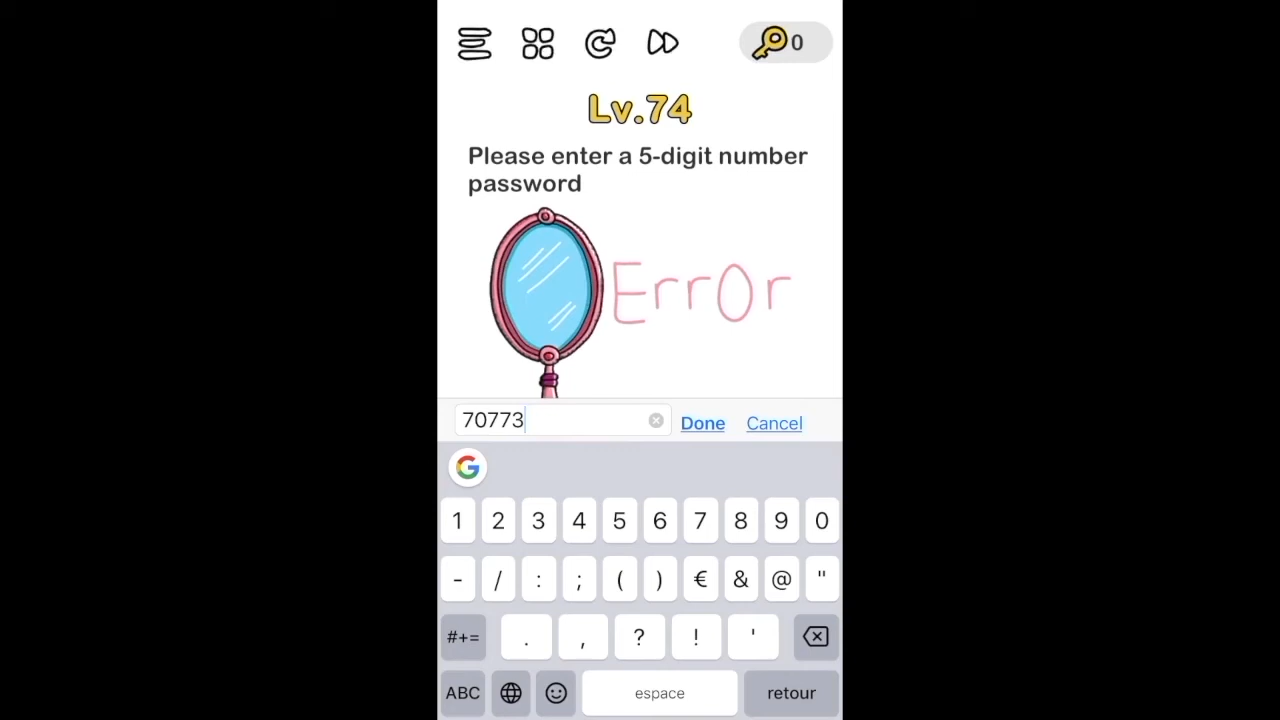 0
Lv.74
Please enter a 5-digit number
password
Err0r
70773
Done
Cancel
G
1 2 3 4 5 6 7 8 9 0
- / : ; ( ) € & @ "
#+= . , ? ! '
ABC espace retour